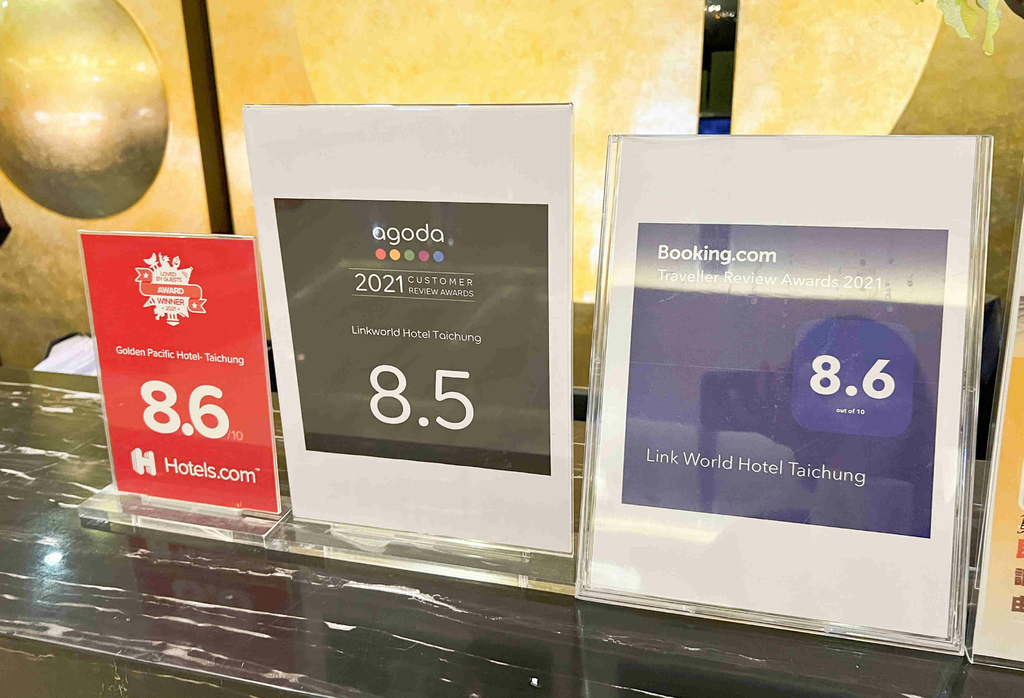 LOVED
BY GUESTS
AWARD
WINNER
2021
Golden Pacific Hotel- Taichung
8.6/10
H Hotels.com™
agoda
2021 CUSTOMER
REVIEW AWARDS
Linkworld Hotel Taichung
8.5
Booking.com
Traveller Review Awards 2021
8.6
out of 10
Link World Hotel Taichung